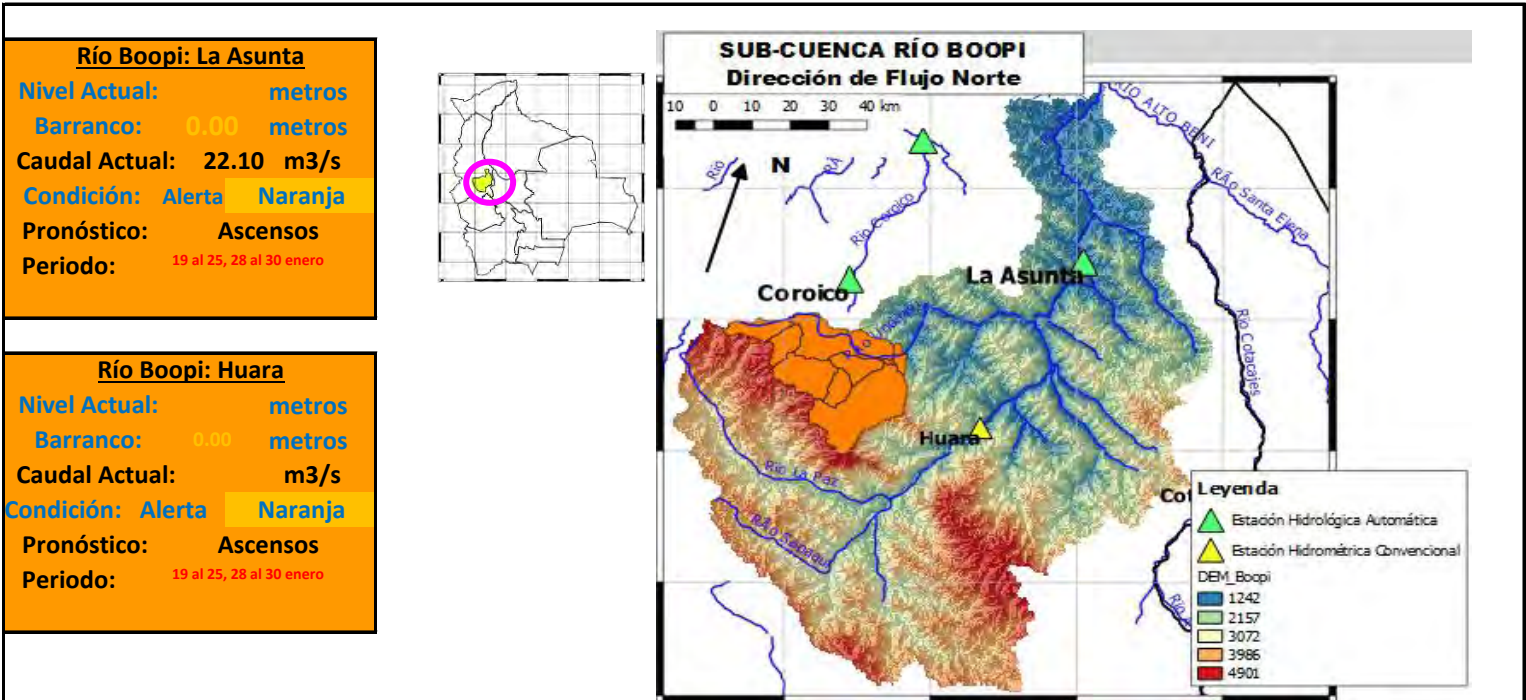 Río Boopi: La Asunta
Nivel Actual: metros
Barranco: 0.00 metros
Caudal Actual: 22.10 m3/s
Condición: Alerta Naranja
Pronóstico: Ascensos
Periodo: 19 al 25, 28 al 30 enero
Río Boopi: Huara
Nivel Actual: metros
Barranco: 0.00 metros
Caudal Actual: m3/s
Condición: Alerta Naranja
Pronóstico: Ascensos
Periodo: 19 al 25, 28 al 30 enero
SUB-CUENCA RÍO BOOPI
Dirección de Flujo Norte
10 0 10 20 30 40 km
N
Río
RÃ
Río Coroico
RÍO ALTO BENI
RÃ­o Santa Elena
Coroico
La Asunta
Río Cotacajes
Huara
Río La Paz
RÃ­o Sapaqui
Cot
Leyenda
Estación Hidrológica Automática
Estación Hidrométrica Convencional
DEM_Boopi
1242
2157
3072
3986
4901